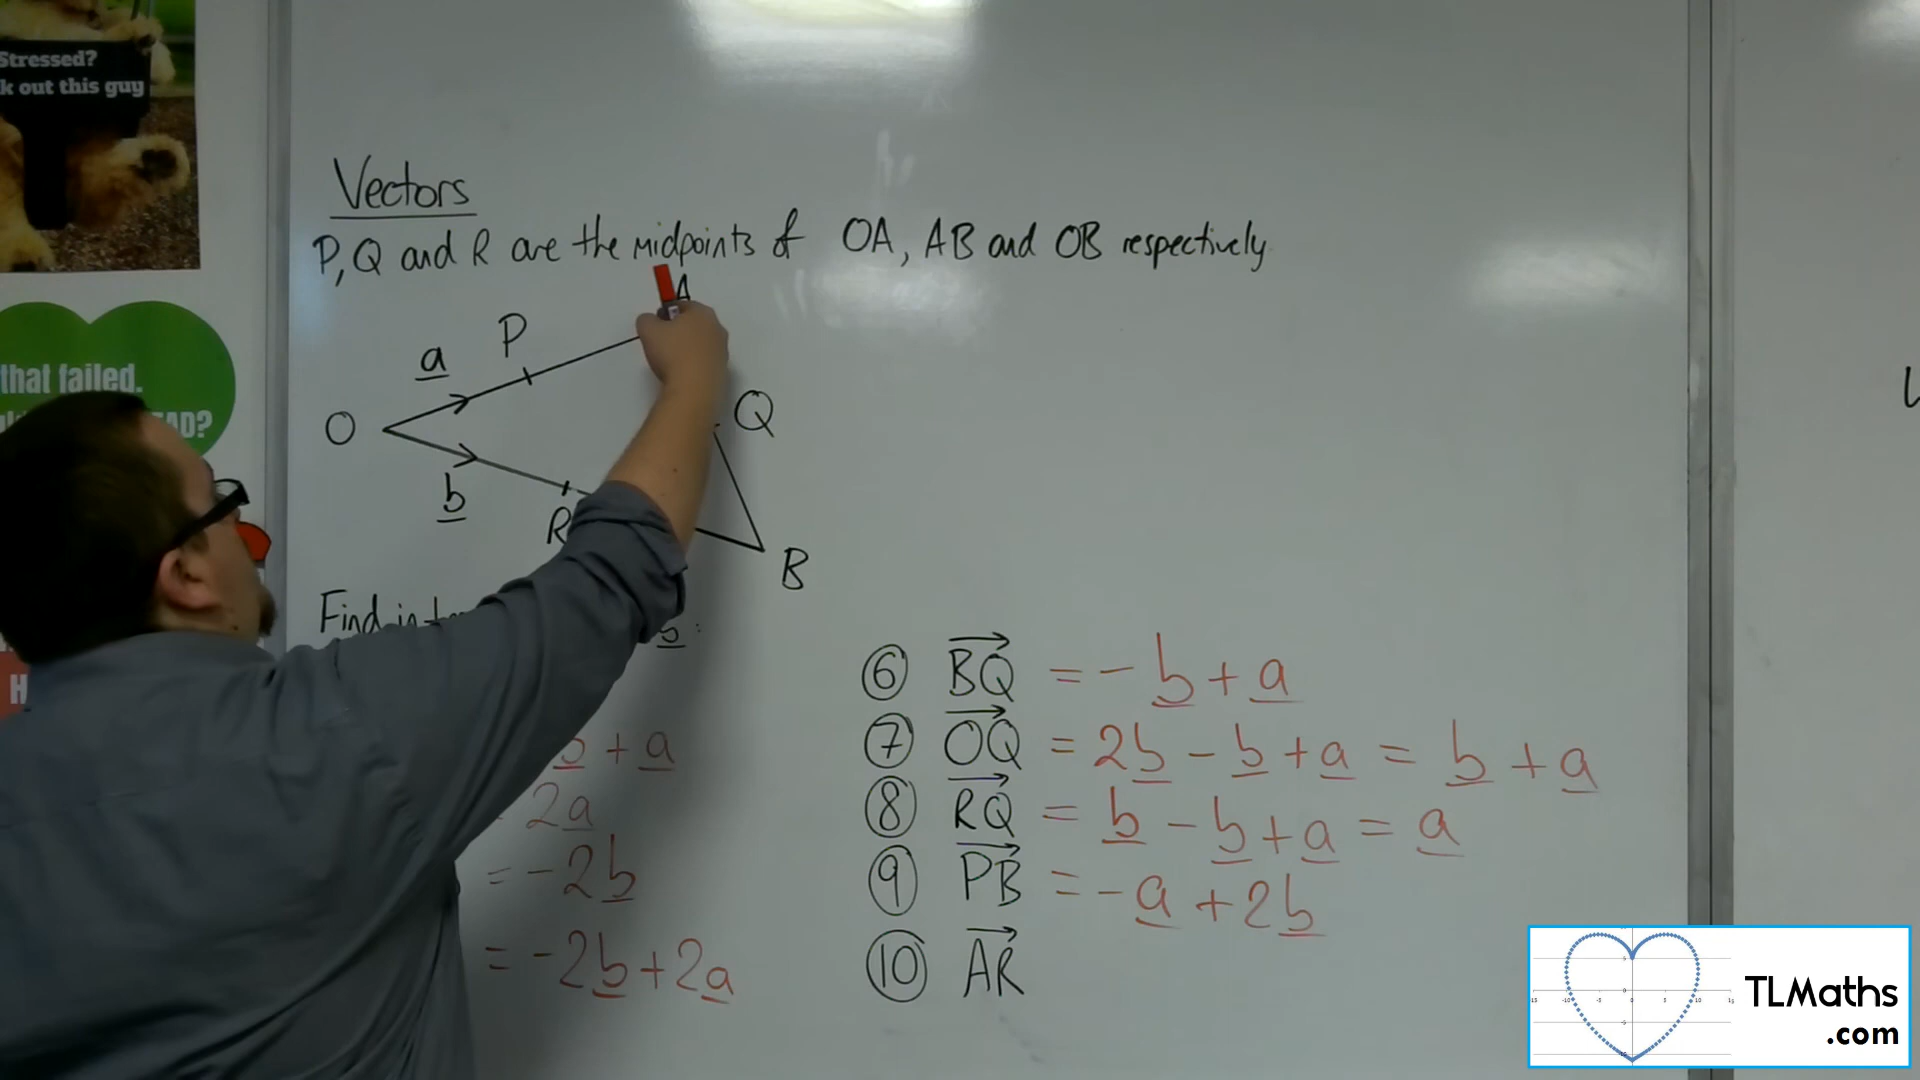 Stressed?
k out this guy
that failed.
AD?
H
Vectors
P, Q and R are the midpoints of OA, AB and OB respectively.
A
P
a
O
Q
b
R
B
Find in
b:
b + a
2a
= -2b
= -2b + 2a
⑥ BQ = -b + a
⑦ OQ = 2b - b + a = b + a
⑧ RQ = b - b + a = a
⑨ PB = -a + 2b
⑩ AR
TLMaths
.com